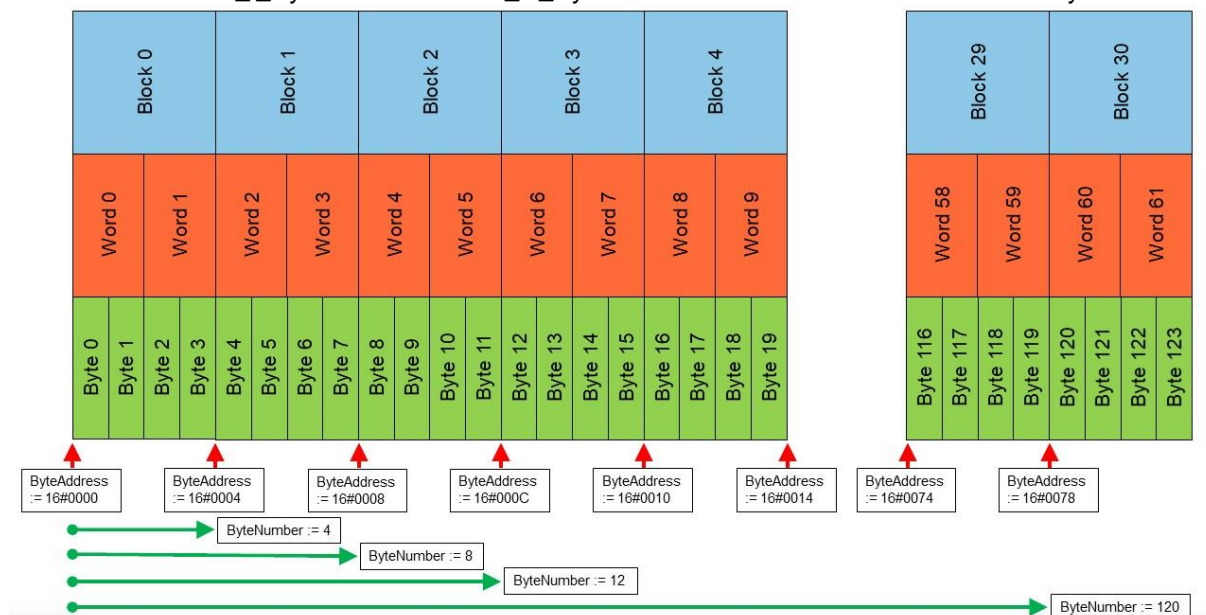 Block 0
Block 1
Block 2
Block 3
Block 4
Block 29
Block 30
Word 0
Word 1
Word 2
Word 3
Word 4
Word 5
Word 6
Word 7
Word 8
Word 9
Word 58
Word 59
Word 60
Word 61
Byte 0
Byte 1
Byte 2
Byte 3
Byte 4
Byte 5
Byte 6
Byte 7
Byte 8
Byte 9
Byte 10
Byte 11
Byte 12
Byte 13
Byte 14
Byte 15
Byte 16
Byte 17
Byte 18
Byte 19
Byte 116
Byte 117
Byte 118
Byte 119
Byte 120
Byte 121
Byte 122
Byte 123
ByteAddress
:= 16#0000
ByteAddress
:= 16#0004
ByteAddress
:= 16#0008
ByteAddress
:= 16#000C
ByteAddress
:= 16#0010
ByteAddress
:= 16#0014
ByteAddress
:= 16#0074
ByteAddress
:= 16#0078
ByteNumber := 4
ByteNumber := 8
ByteNumber := 12
ByteNumber := 120